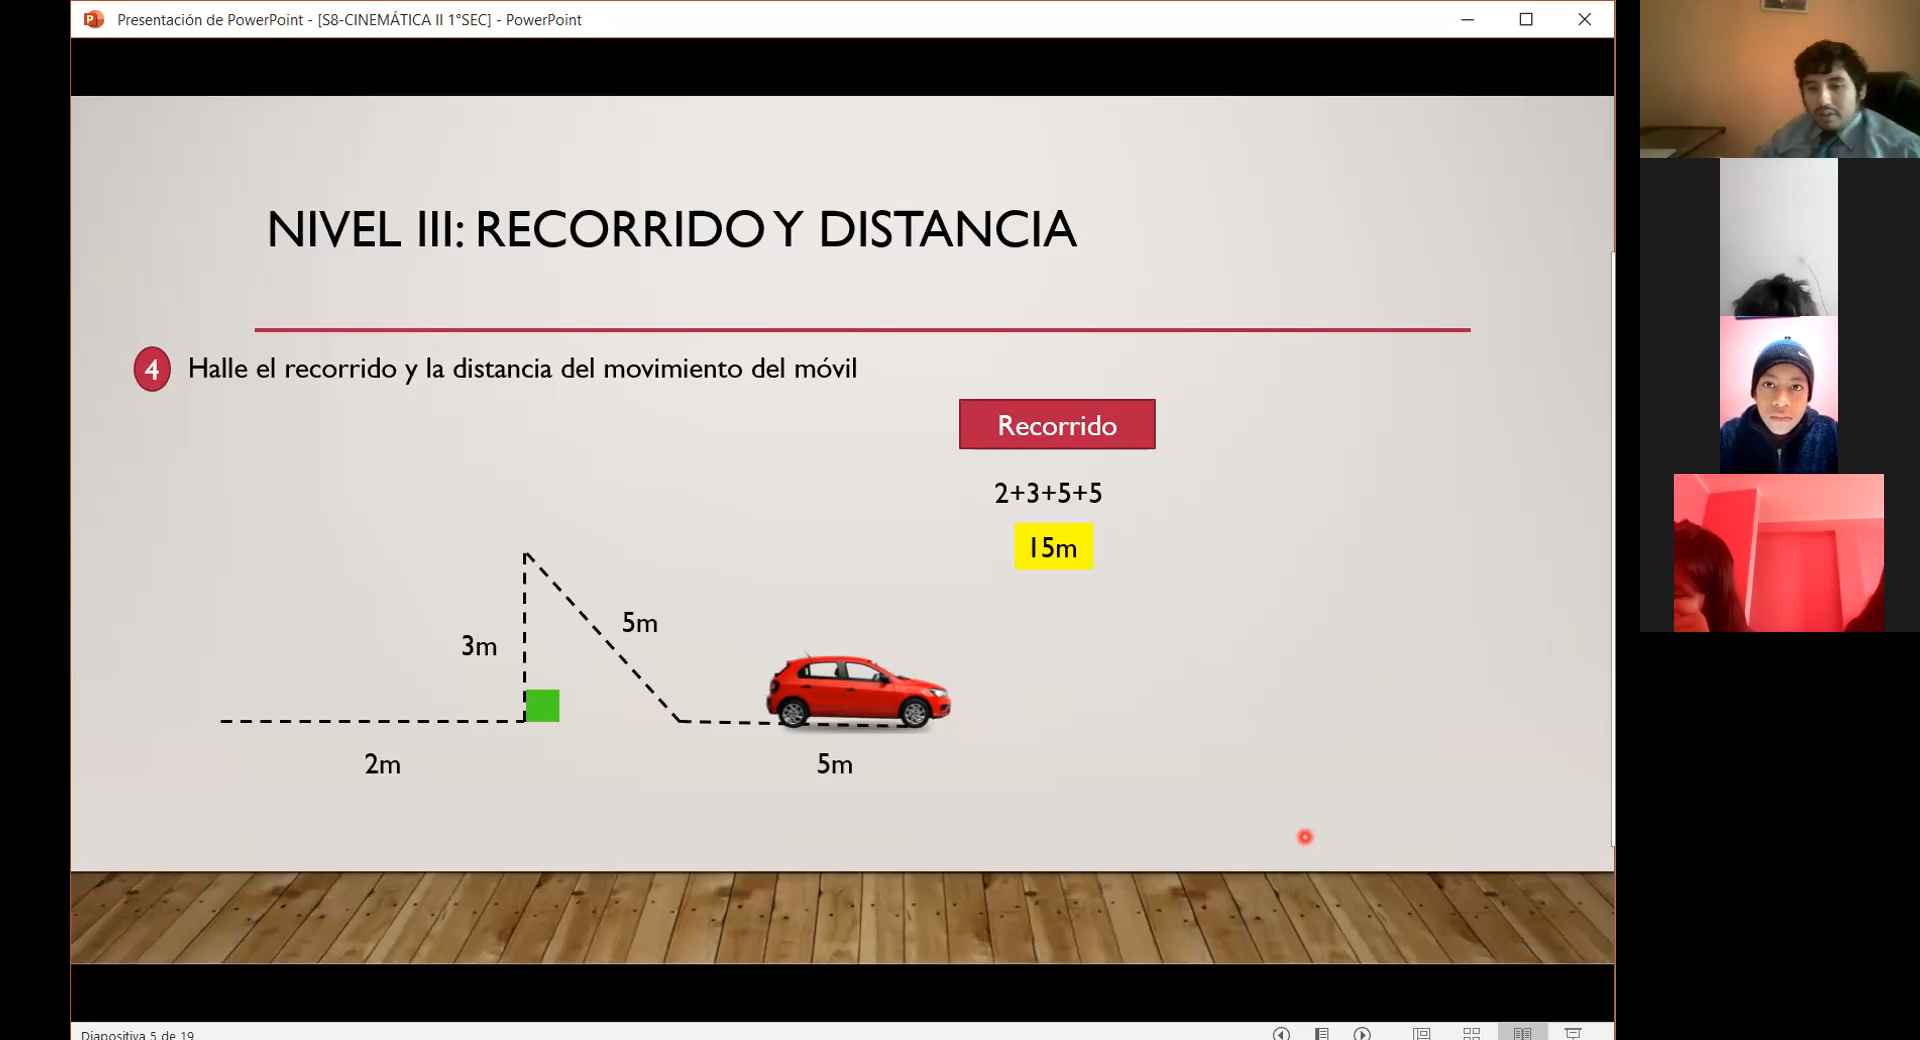 Presentación de PowerPoint - [S8-CINEMÁTICA II 1°SEC] - PowerPoint
NIVEL III: RECORRIDO Y DISTANCIA
4 Halle el recorrido y la distancia del movimiento del móvil
Recorrido
2+3+5+5
15m
5m
3m
2m
5m
Diapositiva 5 de 19